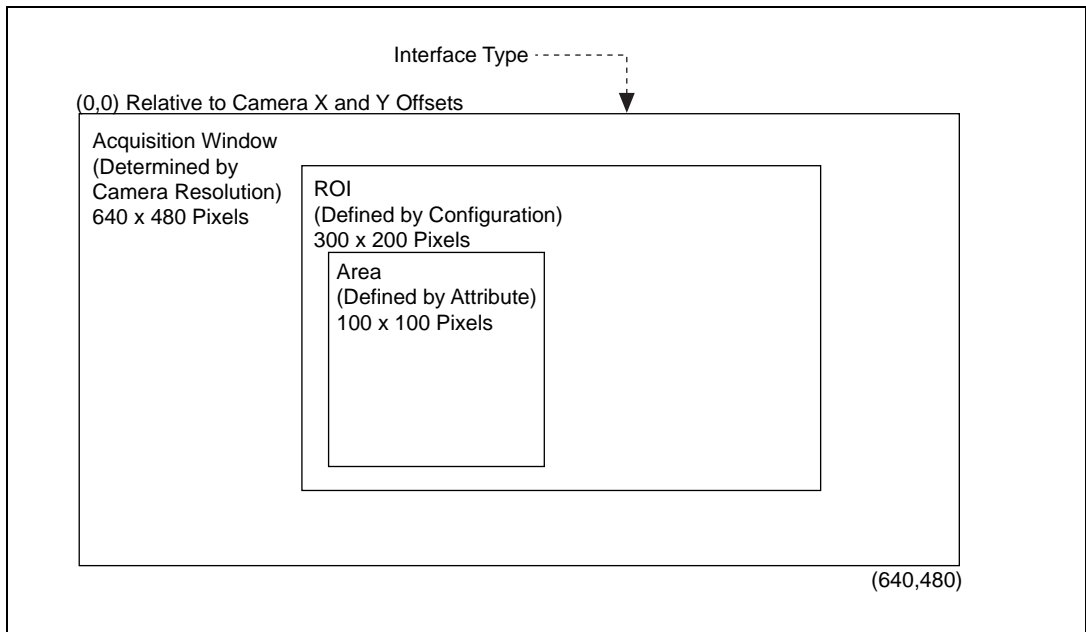 Interface Type
(0,0) Relative to Camera X and Y Offsets
Acquisition Window
(Determined by
Camera Resolution)
640 x 480 Pixels
ROI
(Defined by Configuration)
300 x 200 Pixels
Area
(Defined by Attribute)
100 x 100 Pixels
(640,480)